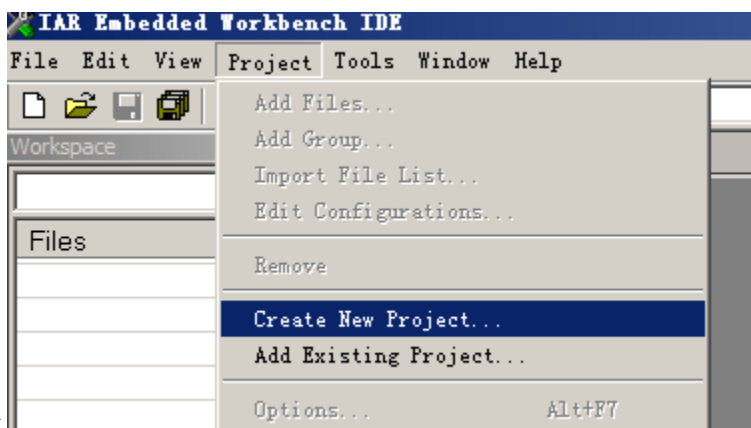 IAR Embedded Workbench IDE
File Edit View Project Tools Window Help
Workspace
Files
Add Files...
Add Group...
Import File List...
Edit Configurations...
Remove
Create New Project...
Add Existing Project...
Options... Alt+F7